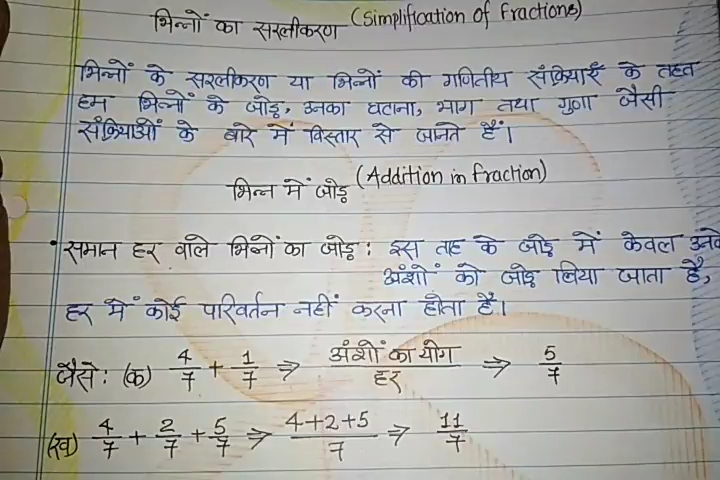 भिन्नों का सरलीकरण (Simplification of fractions)
भिन्नों के सरलीकरण या भिन्नों की गणितीय संक्रियाएँ के तहत
हम भिन्नों के जोड़, उनका घटाना, भाग तथा गुणा जैसी
संक्रियाओं के बारे में विस्तार से जानते हैं।
भिन्न में जोड़ (Addition in fraction)
• समान हर वाले भिन्नों का जोड़ : इस तह के जोड़ में केवल उनके
अंशों को जोड़ लिया जाता है,
हर में कोई परिवर्तन नहीं करना होता है।
जैसे : (क) 4/7 + 1/7 ⇒ अंशों का योग/हर ⇒ 5/7
(ख) 4/7 + 2/7 + 5/7 ⇒ 4+2+5/7 ⇒ 11/7